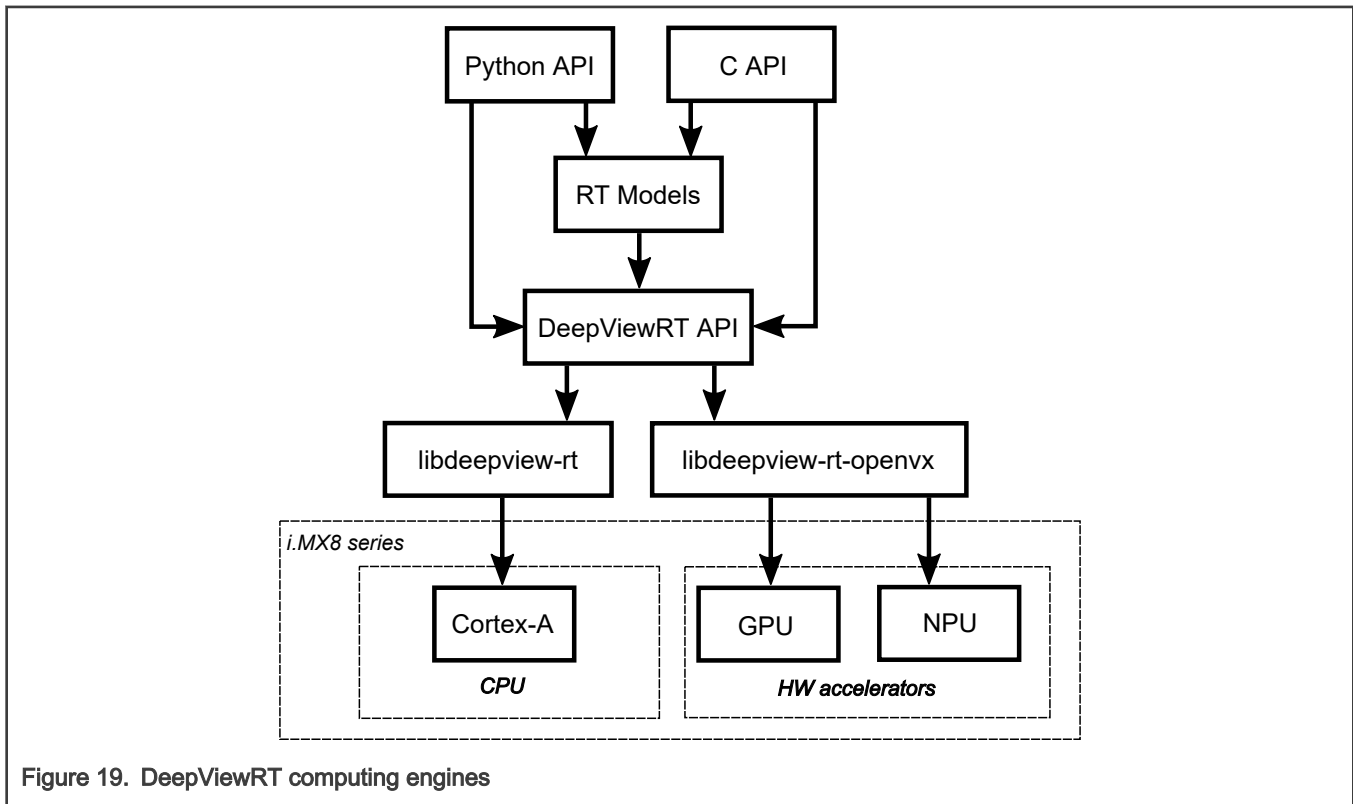 Python API
C API
RT Models
DeepViewRT API
libdeepview-rt
libdeepview-rt-openvx
i.MX8 series
Cortex-A
GPU
NPU
CPU
HW accelerators
Figure 19. DeepViewRT computing engines